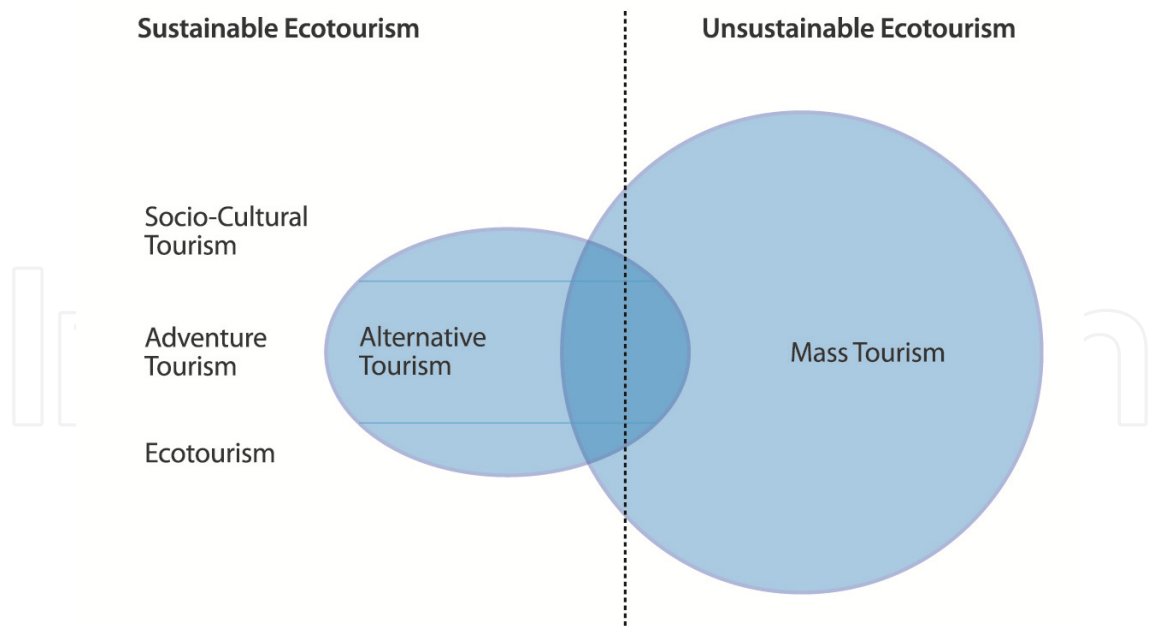 Sustainable Ecotourism
Unsustainable Ecotourism
Socio-Cultural
Tourism
Adventure
Tourism
Ecotourism
Alternative
Tourism
Mass Tourism